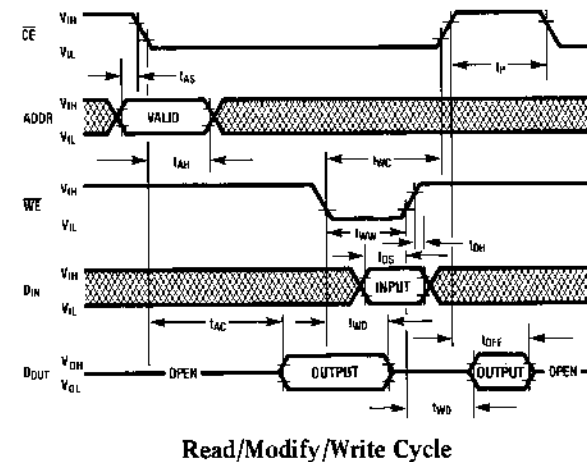 CE VIH
VIL
tAS tP
VIH
ADDR VALID
VIL
tAH tWC
VIH
WE
VIL
tWW
tDS tDH
VIH
DIN INPUT
VIL
tAC tWD tOFF
VOH
DOUT OPEN OUTPUT OUTPUT OPEN
VOL
tWD
Read/Modify/Write Cycle